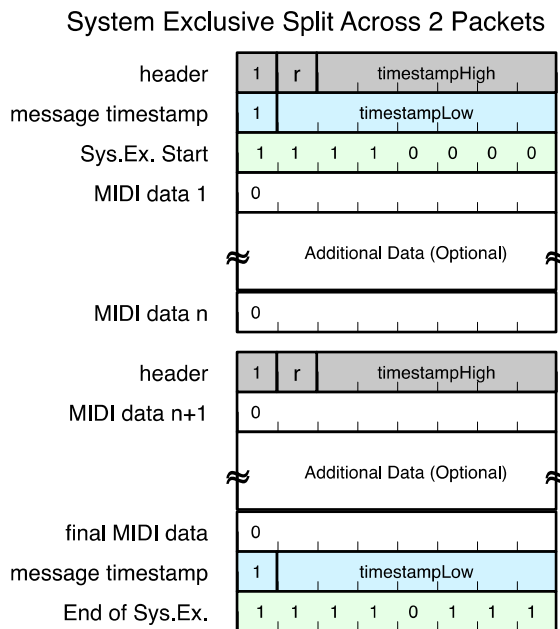 System Exclusive Split Across 2 Packets
header 1 r timestampHigh
message timestamp 1 timestampLow
Sys.Ex. Start 1 1 1 1 0 0 0 0
MIDI data 1 0
Additional Data (Optional)
MIDI data n 0
header 1 r timestampHigh
MIDI data n+1 0
Additional Data (Optional)
final MIDI data 0
message timestamp 1 timestampLow
End of Sys.Ex. 1 1 1 1 0 1 1 1